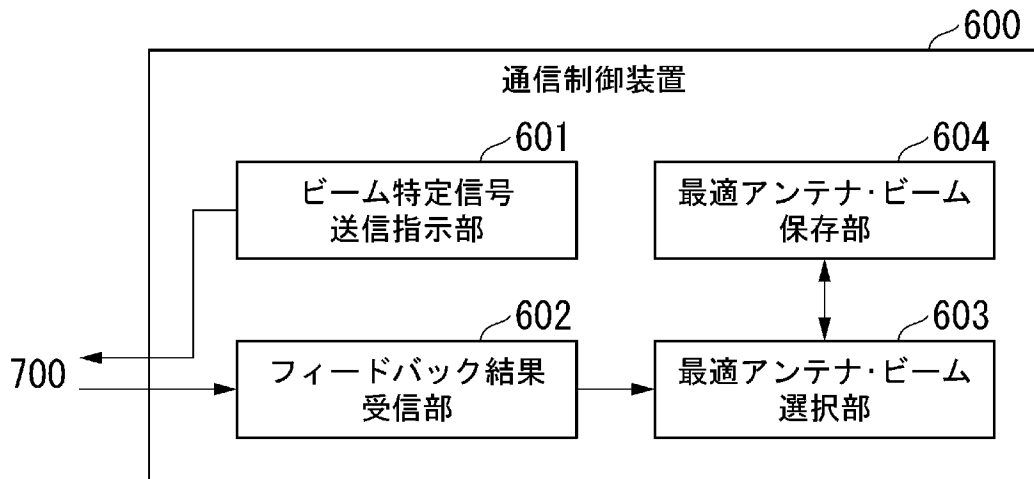 600
通信制御装置
601
ビーム特定信号
送信指示部
604
最適アンテナ・ビーム
保存部
700
602
フィードバック結果
受信部
603
最適アンテナ・ビーム
選択部